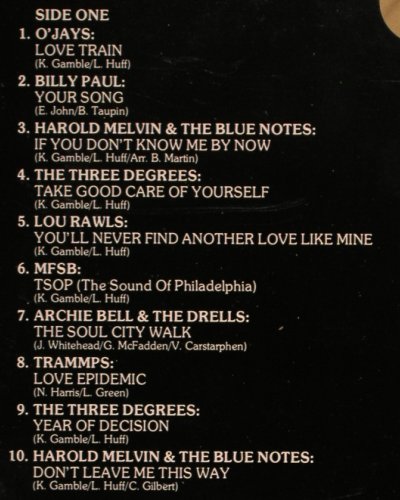 SIDE ONE
1. O'JAYS:
LOVE TRAIN
(K. Gamble/L. Huff)
2. BILLY PAUL:
YOUR SONG
(E. John/B. Taupin)
3. HAROLD MELVIN & THE BLUE NOTES:
IF YOU DON'T KNOW ME BY NOW
(K. Gamble/L. Huff/Arr. B. Martin)
4. THE THREE DEGREES:
TAKE GOOD CARE OF YOURSELF
(K. Gamble/L. Huff)
5. LOU RAWLS:
YOU'LL NEVER FIND ANOTHER LOVE LIKE MINE
(K. Gamble/L. Huff)
6. MFSB:
TSOP (The Sound Of Philadelphia)
(K. Gamble/L. Huff)
7. ARCHIE BELL & THE DRELLS:
THE SOUL CITY WALK
(J. Whitehead/G. McFadden/V. Carstarphen)
8. TRAMMPS:
LOVE EPIDEMIC
(N. Harris/L. Green)
9. THE THREE DEGREES:
YEAR OF DECISION
(K. Gamble/L. Huff)
10. HAROLD MELVIN & THE BLUE NOTES:
DON'T LEAVE ME THIS WAY
(K. Gamble/L. Huff/C. Gilbert)